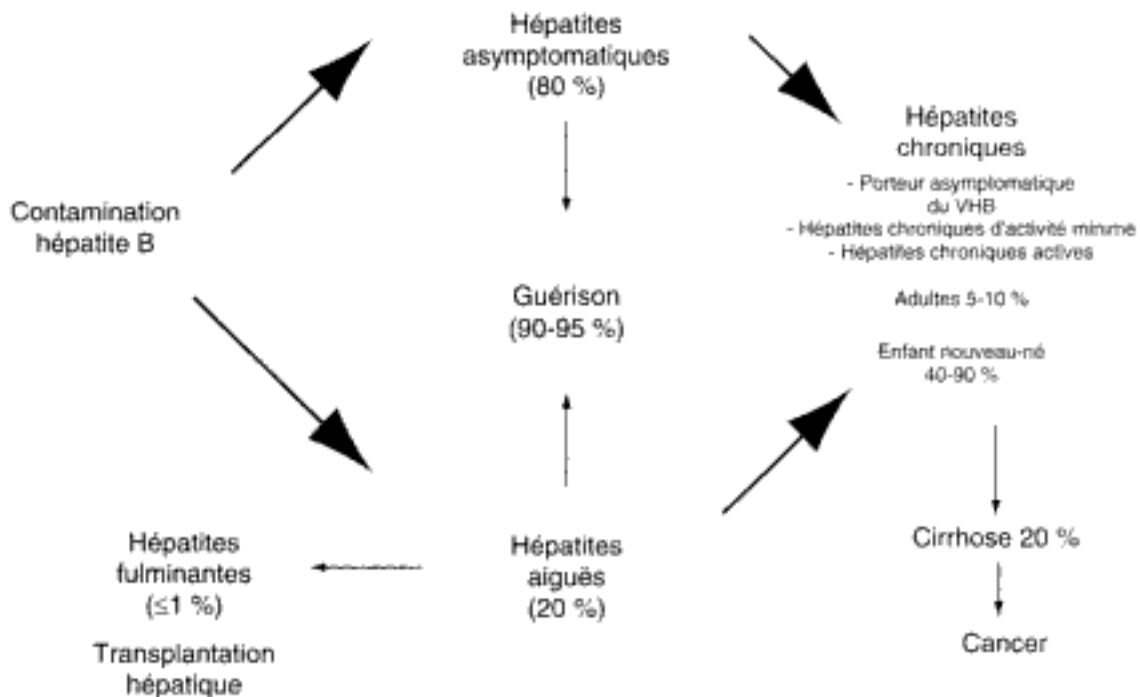 Hépatites
asymptomatiques
(80 %)
Contamination
hépatite B
Guérison
(90-95 %)
Hépatites
chroniques
- Porteur asymptomatique
du VHB
- Hépatites chroniques d'activité minime
- Hépatites chroniques actives
Adultes 5-10 %
Enfant nouveau-né
40-90 %
Hépatites
fulminantes
(≤1 %)
Transplantation
hépatique
Hépatites
aiguës
(20 %)
Cirrhose 20 %
Cancer